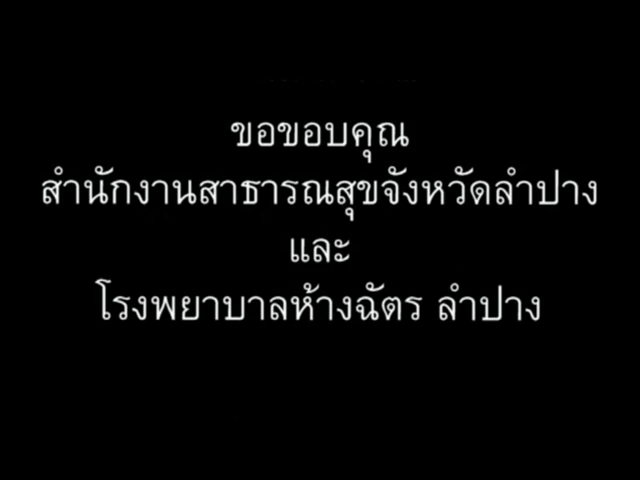 ขอขอบคุณ
สำนักงานสาธารณสุขจังหวัดลำปาง
และ
โรงพยาบาลห้างฉัตร ลำปาง